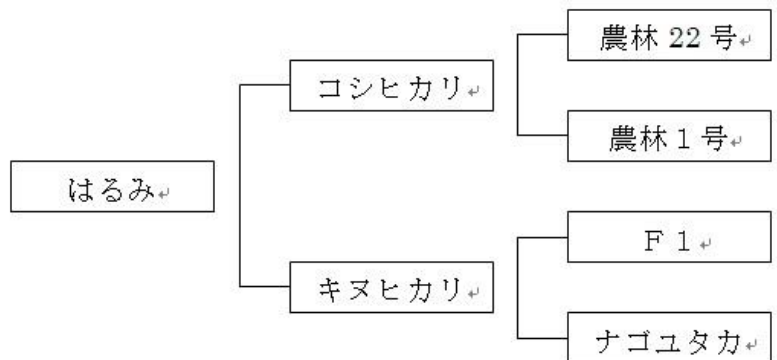 農林 22 号
コシヒカリ
農林 1 号
はるみ
F 1
キヌヒカリ
ナゴユタカ